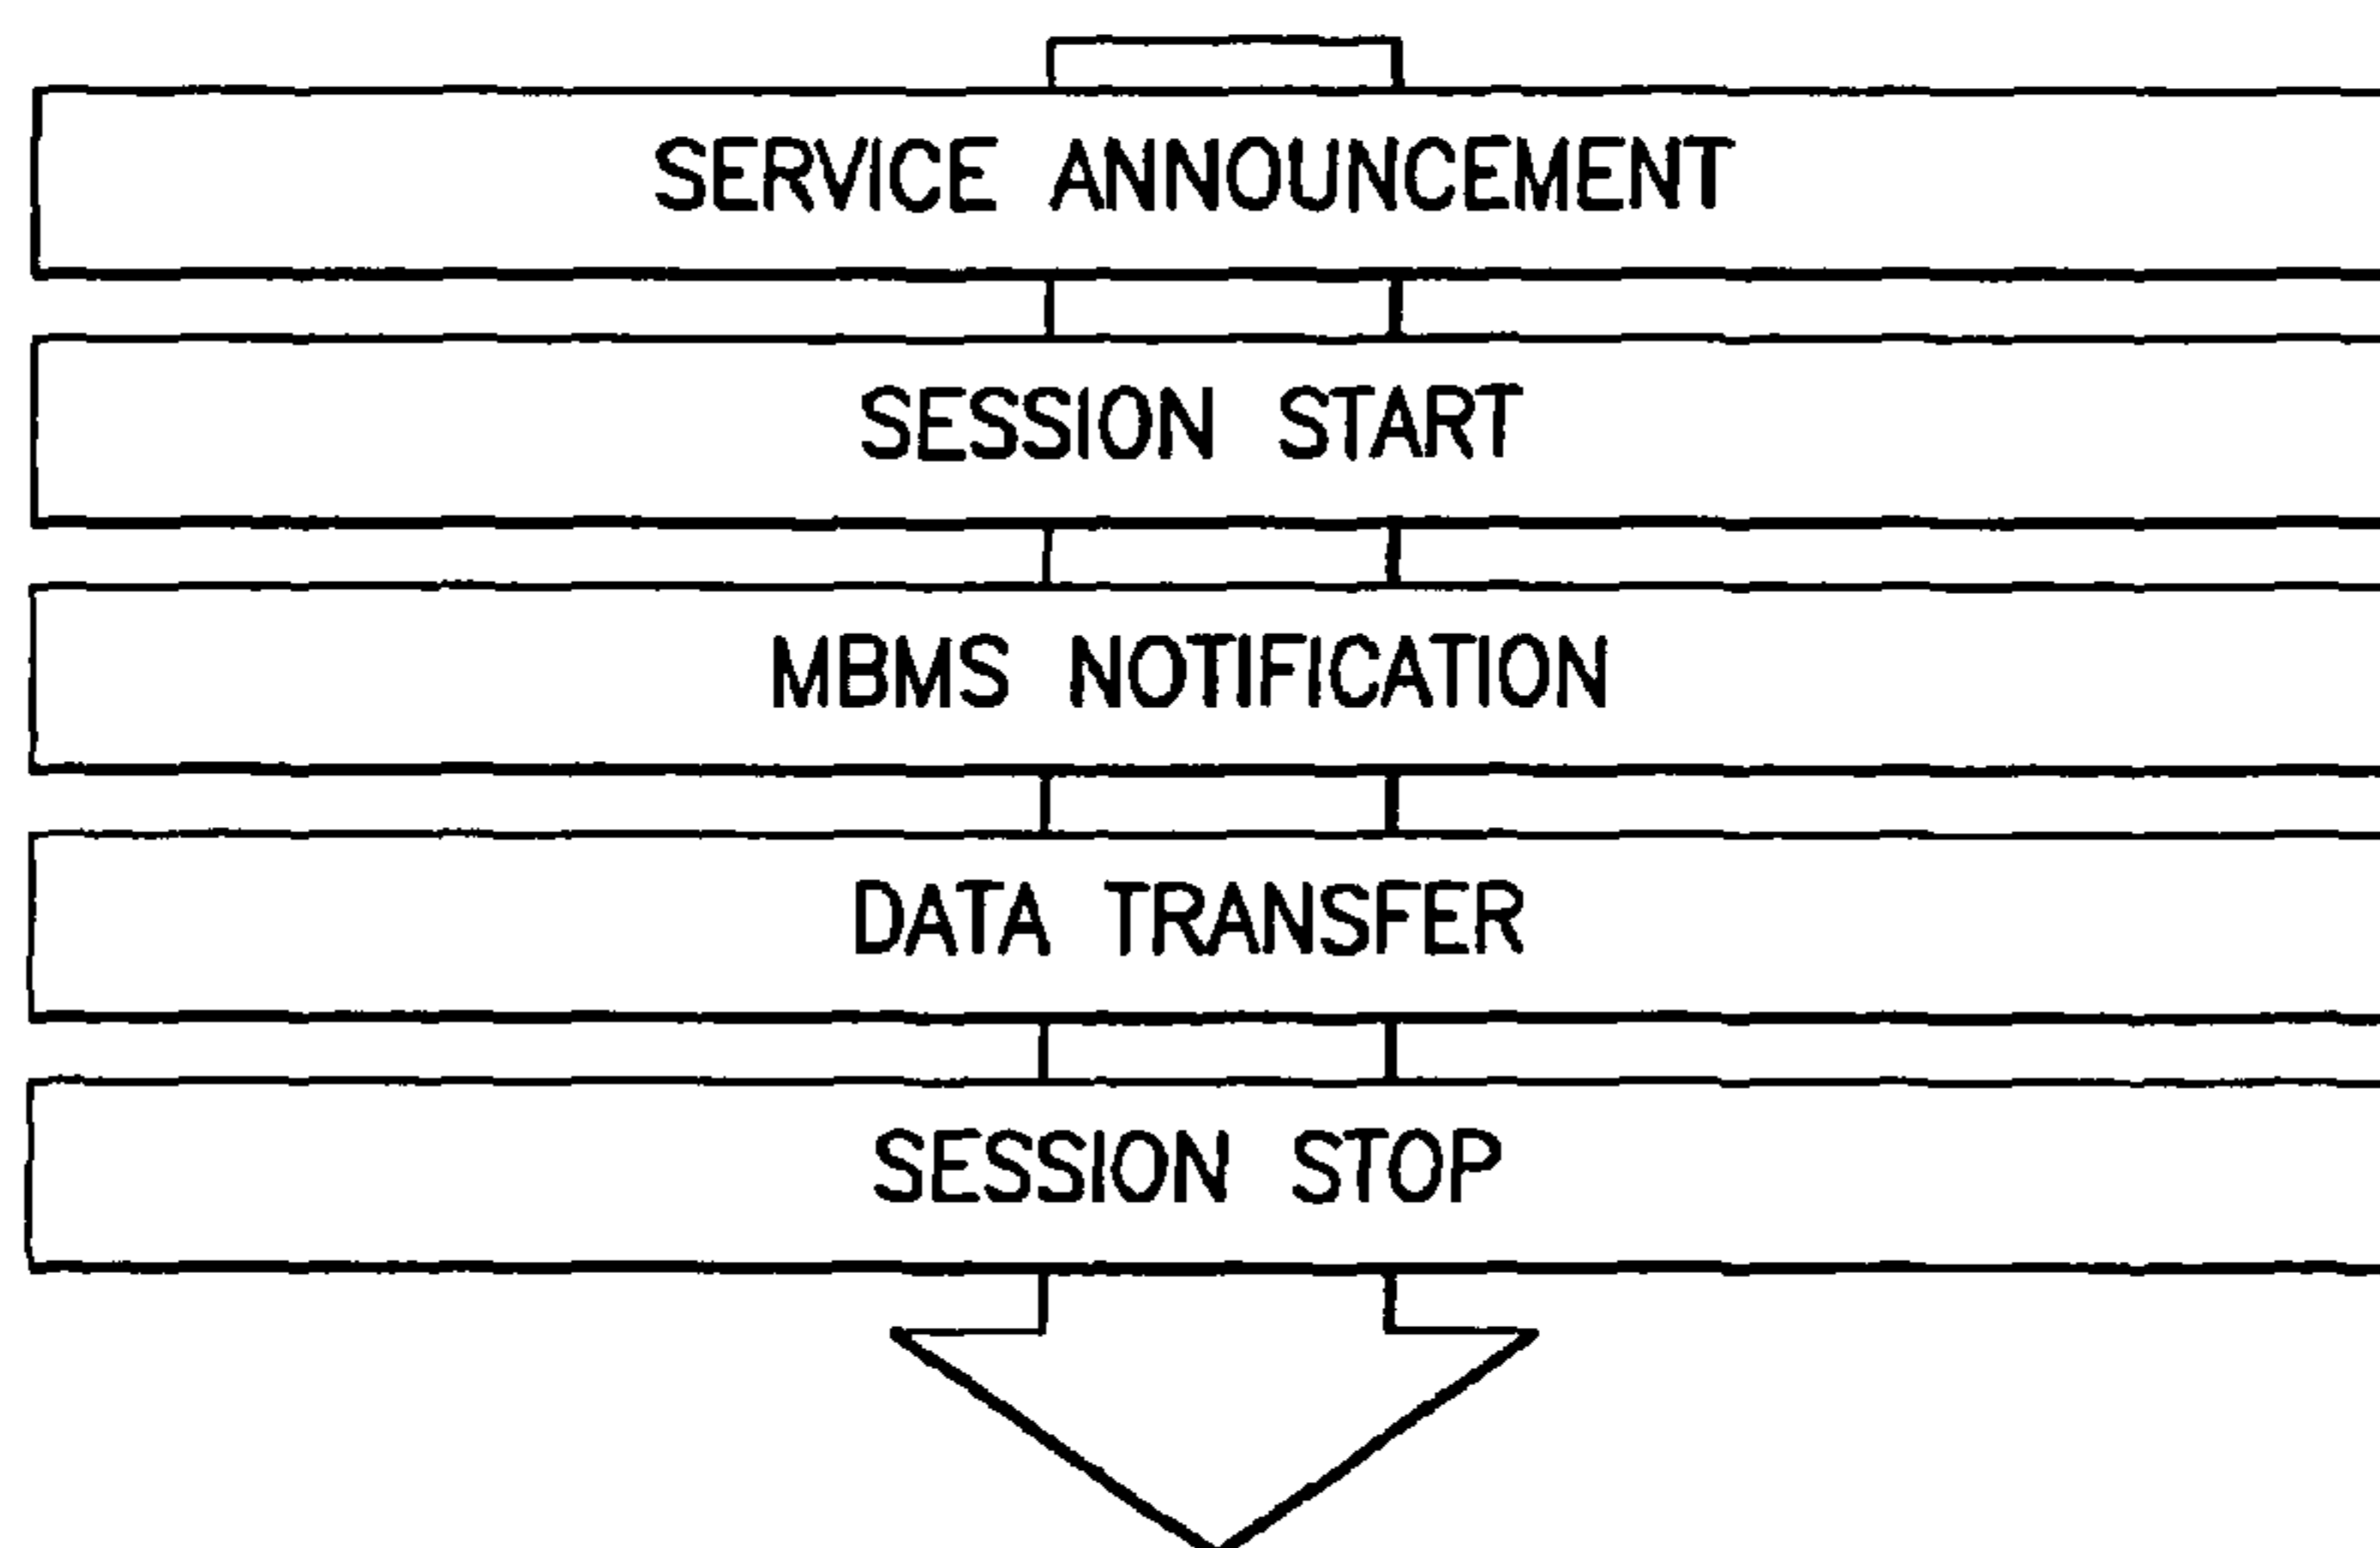 SERVICE ANNOUNCEMENT
SESSION START
MBMS NOTIFICATION
DATA TRANSFER
SESSION STOP